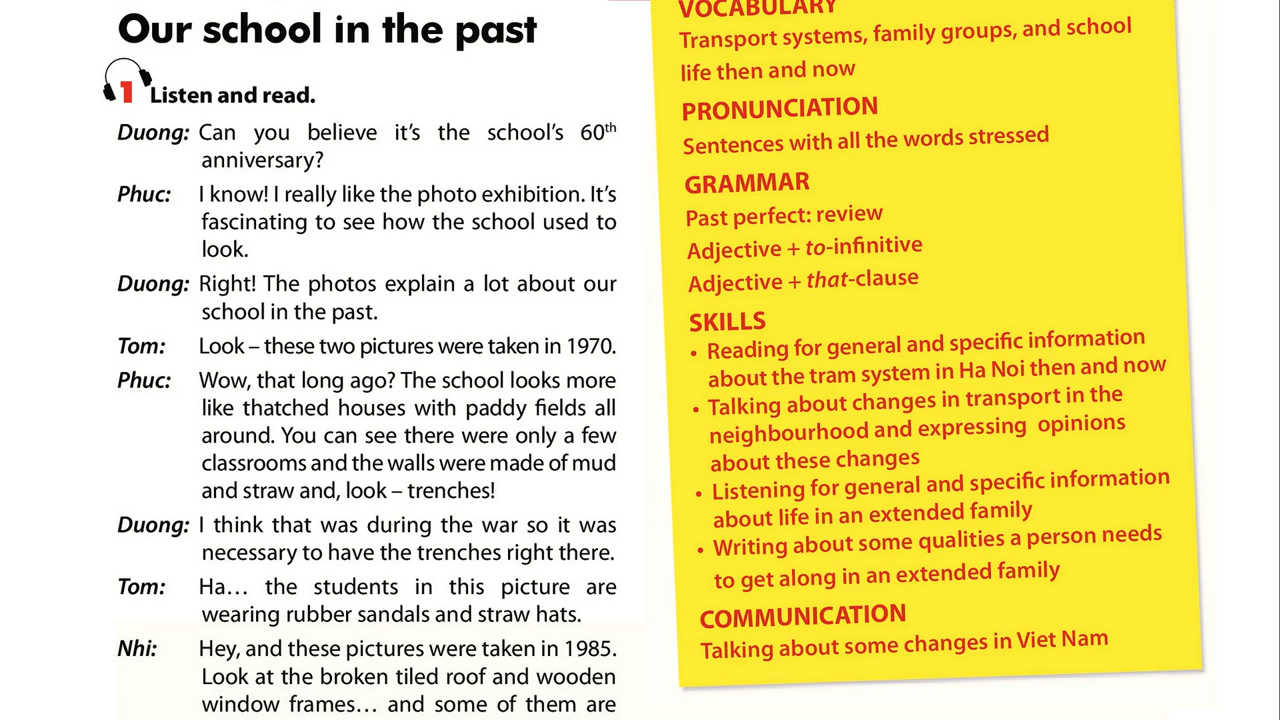 Our school in the past
1 Listen and read.
Duong: Can you believe it's the school's 60th
anniversary?
Phuc: I know! I really like the photo exhibition. It's
fascinating to see how the school used to
look.
Duong: Right! The photos explain a lot about our
school in the past.
Tom: Look – these two pictures were taken in 1970.
Phuc: Wow, that long ago? The school looks more
like thatched houses with paddy fields all
around. You can see there were only a few
classrooms and the walls were made of mud
and straw and, look – trenches!
Duong: I think that was during the war so it was
necessary to have the trenches right there.
Tom: Ha... the students in this picture are
wearing rubber sandals and straw hats.
Nhi: Hey, and these pictures were taken in 1985.
Look at the broken tiled roof and wooden
window frames... and some of them are
VOCABULARY
Transport systems, family groups, and school
life then and now
PRONUNCIATION
Sentences with all the words stressed
GRAMMAR
Past perfect: review
Adjective + to-infinitive
Adjective + that-clause
SKILLS
• Reading for general and specific information
about the tram system in Ha Noi then and now
• Talking about changes in transport in the
neighbourhood and expressing opinions
about these changes
• Listening for general and specific information
about life in an extended family
• Writing about some qualities a person needs
to get along in an extended family
COMMUNICATION
Talking about some changes in Viet Nam